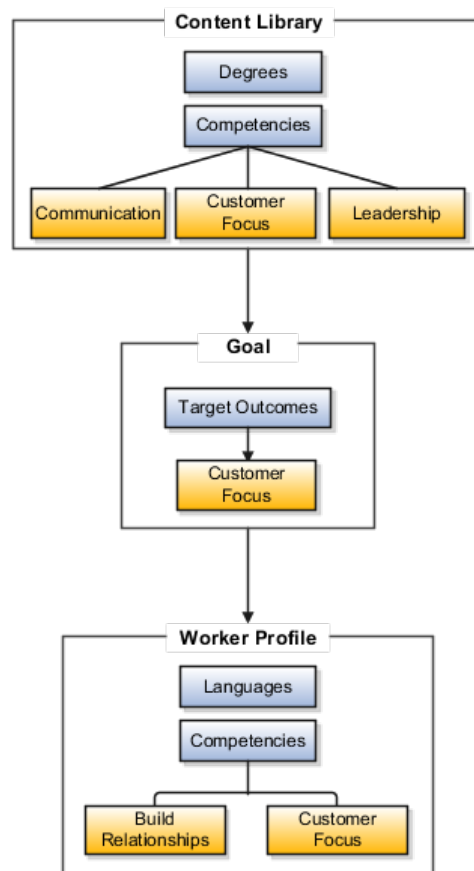 Content Library
Degrees
Competencies
Communication
Customer
Focus
Leadership
Goal
Target Outcomes
Customer
Focus
Worker Profile
Languages
Competencies
Build
Relationships
Customer
Focus